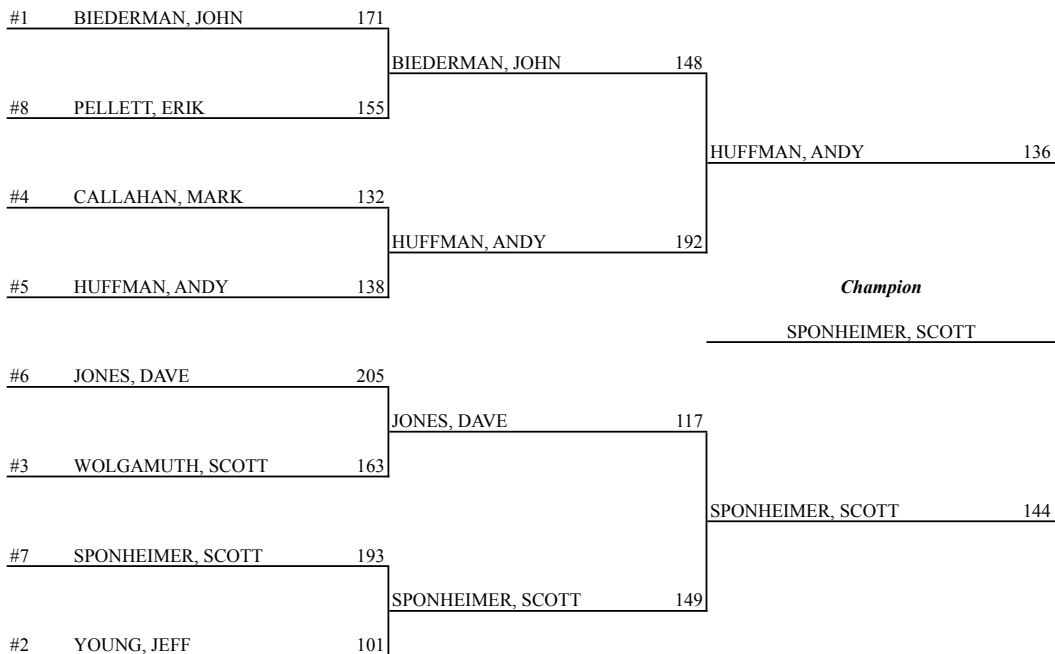 #1 BIEDERMAN, JOHN 171
BIEDERMAN, JOHN 148
#8 PELLETT, ERIK 155
HUFFMAN, ANDY 136
#4 CALLAHAN, MARK 132
HUFFMAN, ANDY 192
#5 HUFFMAN, ANDY 138
Champion
SPONHEIMER, SCOTT
#6 JONES, DAVE 205
JONES, DAVE 117
#3 WOLGAMUTH, SCOTT 163
SPONHEIMER, SCOTT 144
#7 SPONHEIMER, SCOTT 193
SPONHEIMER, SCOTT 149
#2 YOUNG, JEFF 101